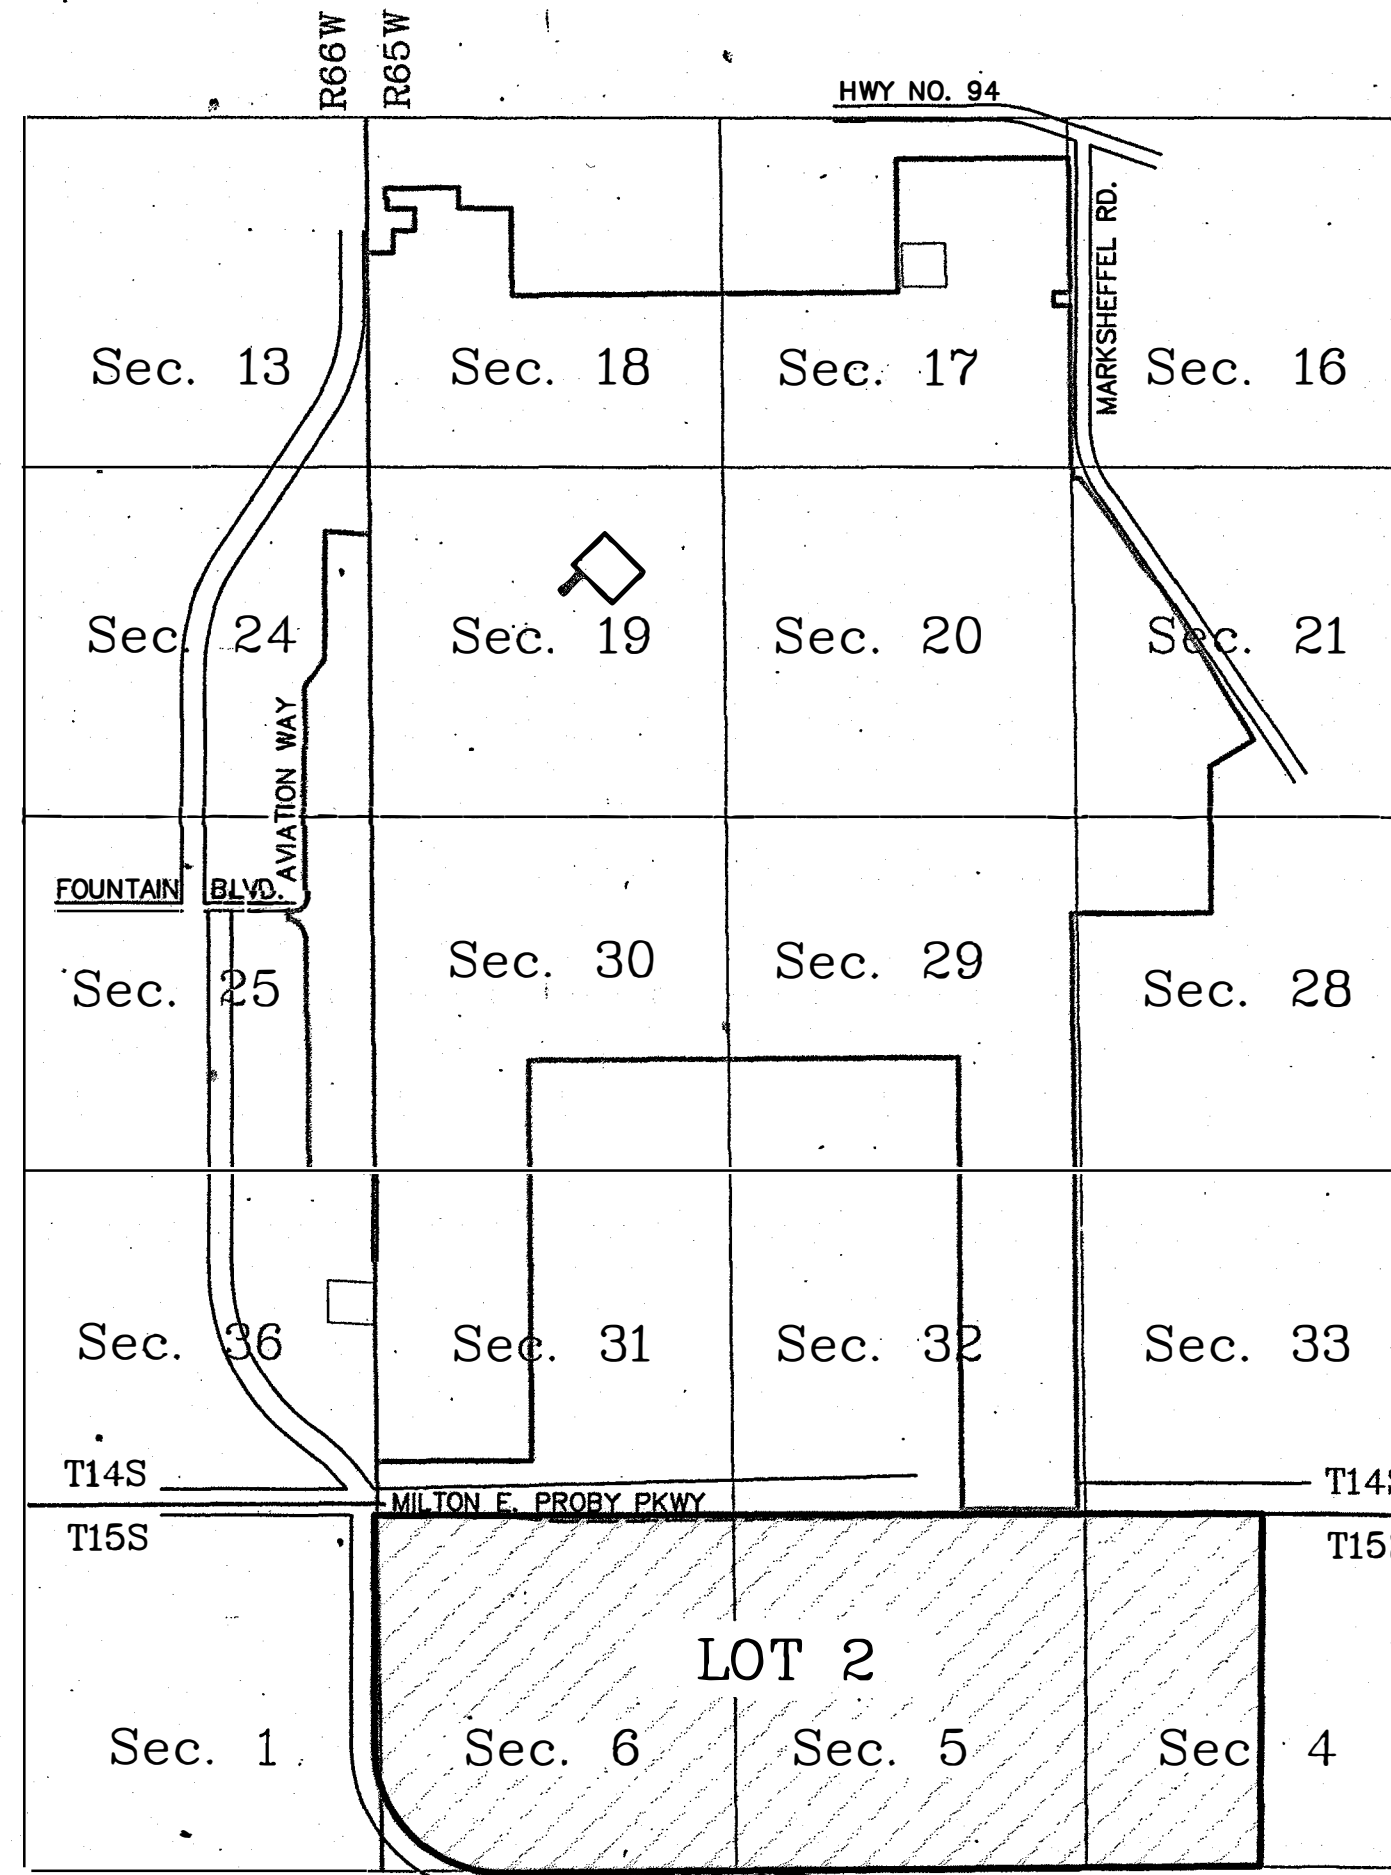 R66W
R65W
HWY NO. 94
MARKSHEFFEL RD.
Sec. 13
Sec. 18
Sec. 17
Sec. 16
Sec. 24
Sec. 19
Sec. 20
Sec. 21
AVIATION WAY
FOUNTAIN BLVD.
Sec. 25
Sec. 30
Sec. 29
Sec. 28
Sec. 36
Sec. 31
Sec. 32
Sec. 33
T14S
T14S
MILTON E. PROBY PKWY
T15S
T15S
LOT 2
Sec. 1
Sec. 6
Sec. 5
Sec 4